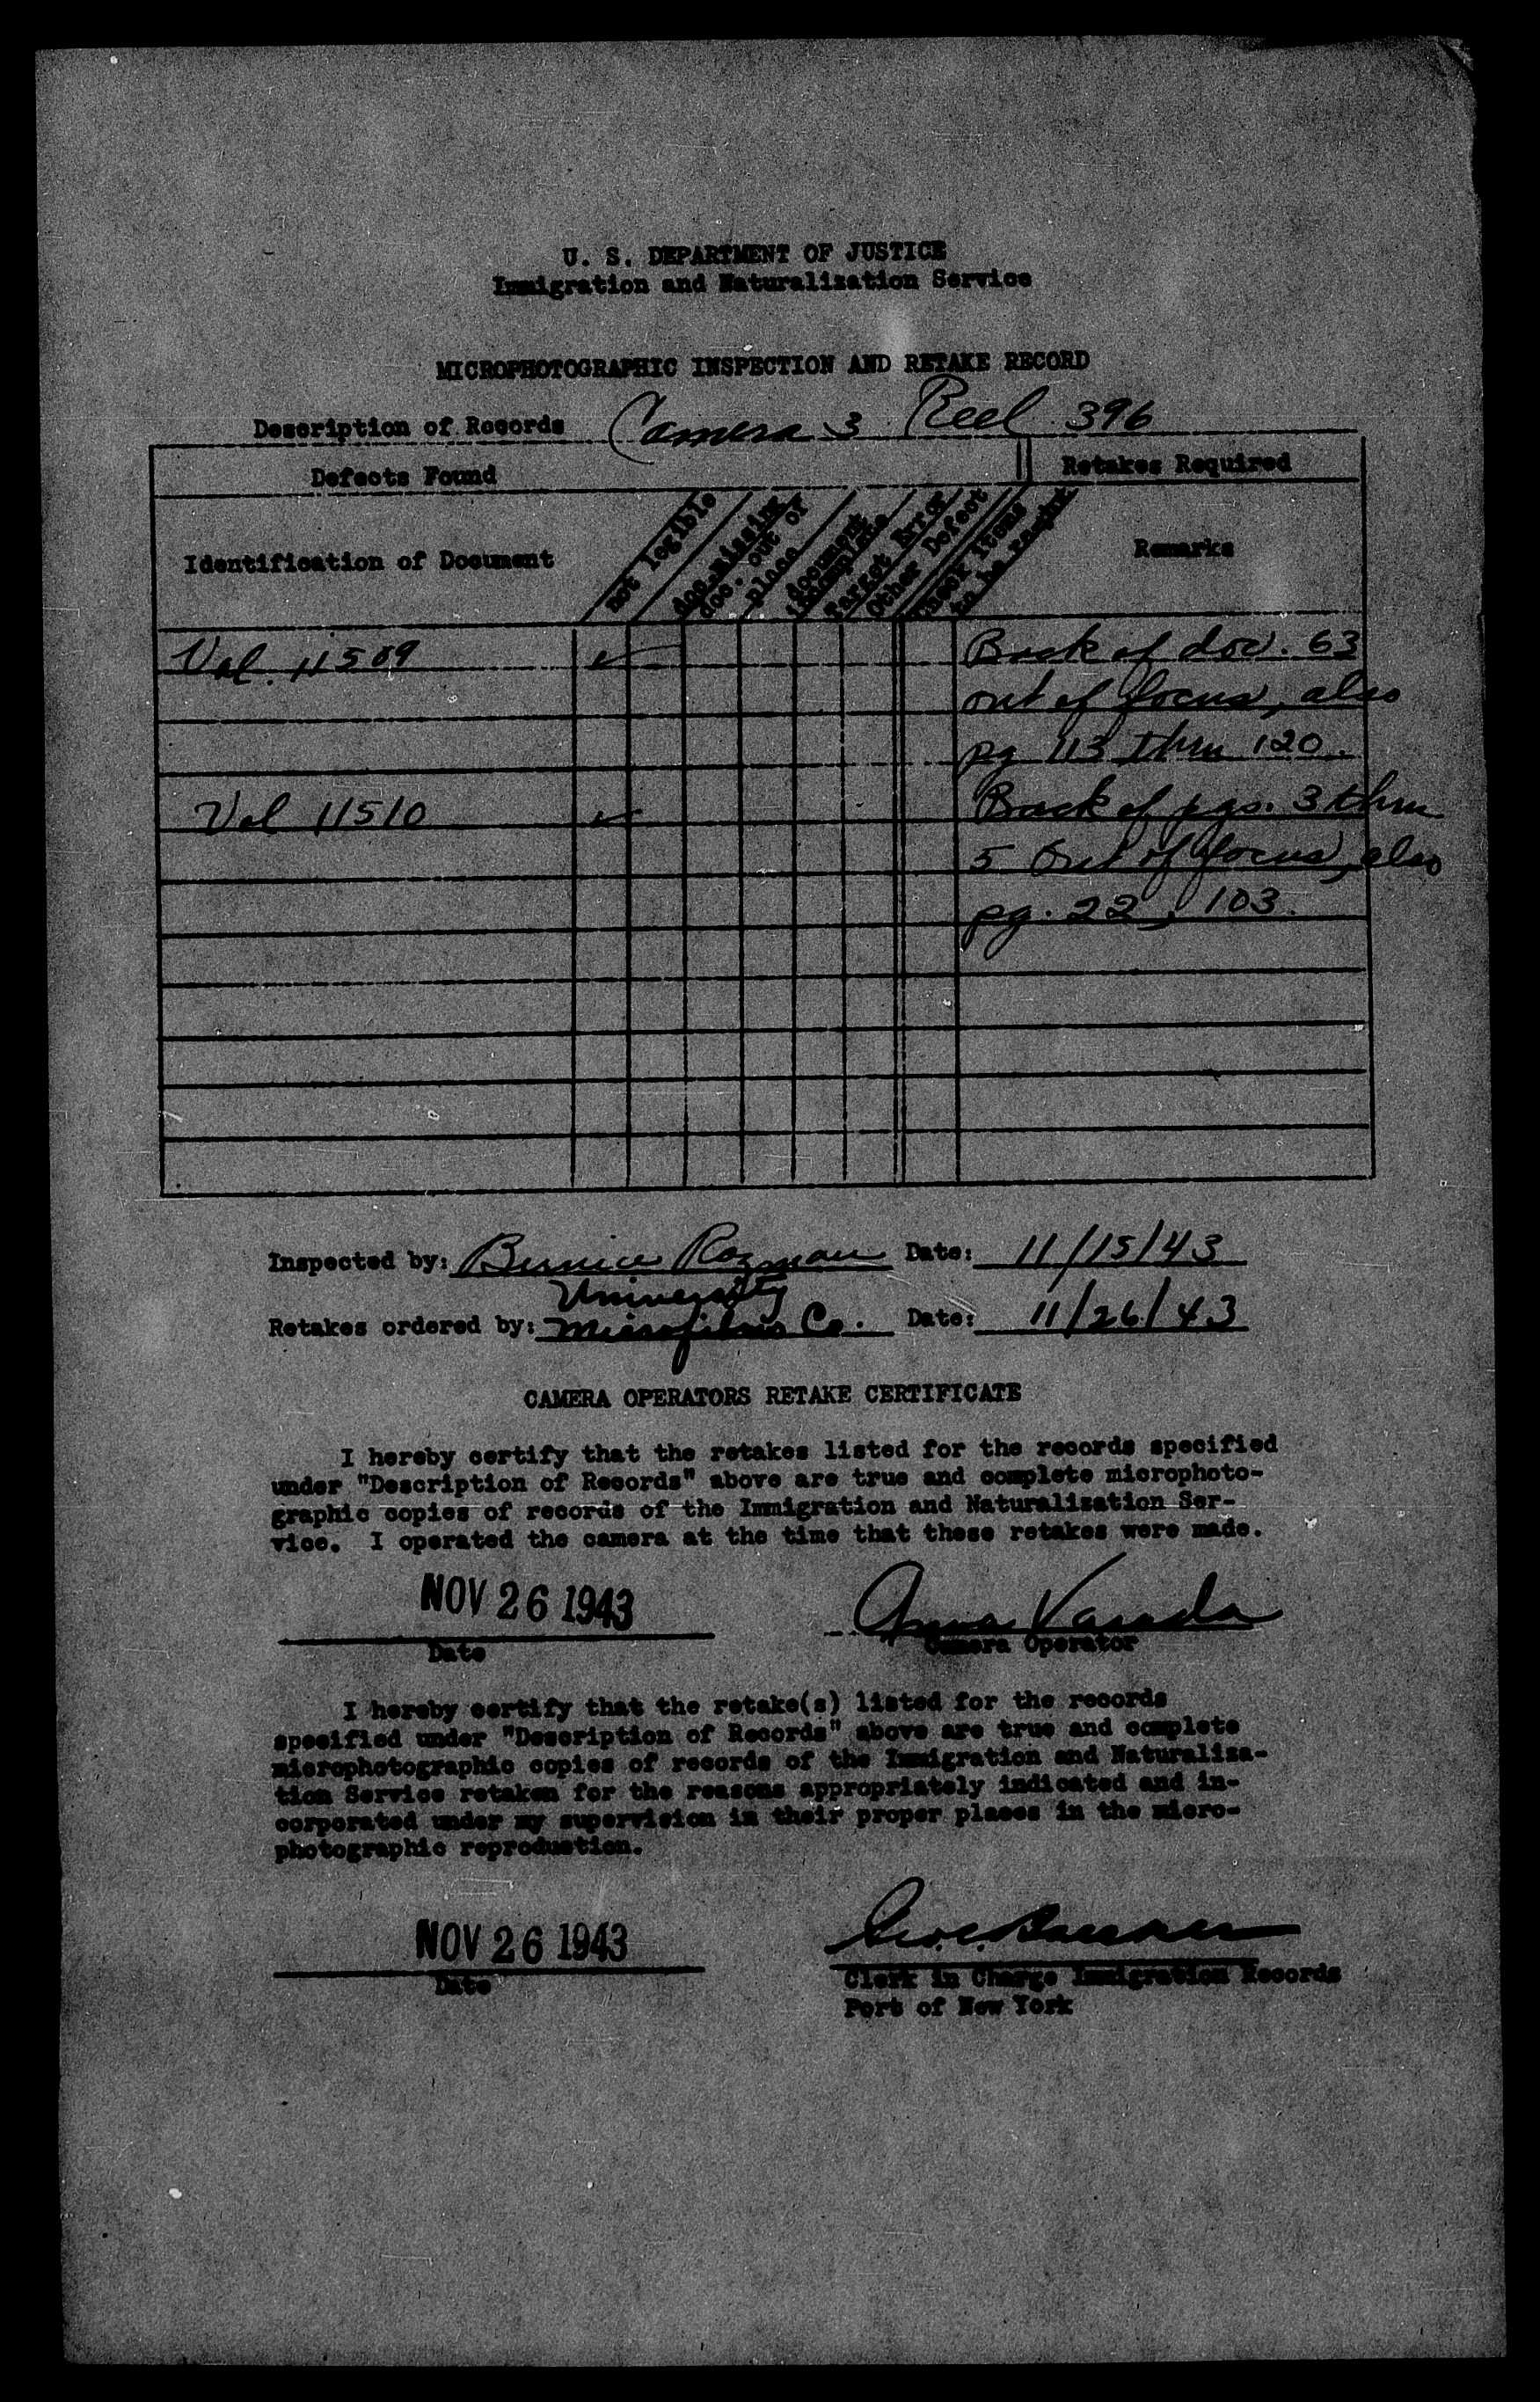 U. S. DEPARTMENT OF JUSTICE
Immigration and Naturalization Service
MICROPHOTOGRAPHIC INSPECTION AND RETAKE RECORD
Description of Records Camera 3 Reel 396
Defects Found
Retakes Required
Identification of Document
not legible
doc. missing
doc. out of
place
document
incomplete
Target Error
Other Defect
Check items
to be
Remarks
Vol. 11509 ✓ Back of doc. 63
out of focus, also
pg 113 thru 120.
Vol 11510 ✓ Back of pgs. 3 thru
5 out of focus, also
pg. 22, 103.
Inspected by: Bernice Rozman Date: 11/15/43
University
Retakes ordered by: Microfilms Co. Date: 11/26/43
CAMERA OPERATORS RETAKE CERTIFICATE
I hereby certify that the retakes listed for the records specified
under "Description of Records" above are true and complete microphoto-
graphic copies of records of the Immigration and Naturalization Ser-
vice. I operated the camera at the time that these retakes were made.
NOV 26 1943
Anna Varada
Date
Camera Operator
I hereby certify that the retake(s) listed for the records
specified under "Description of Records" above are true and complete
microphotographic copies of records of the Immigration and Naturaliza-
tion Service retaken for the reasons appropriately indicated and in-
corporated under my supervision in their proper places in the micro-
photographic reproduction.
NOV 26 1943
Date
Clerk in Charge Immigration Records
Port of New York